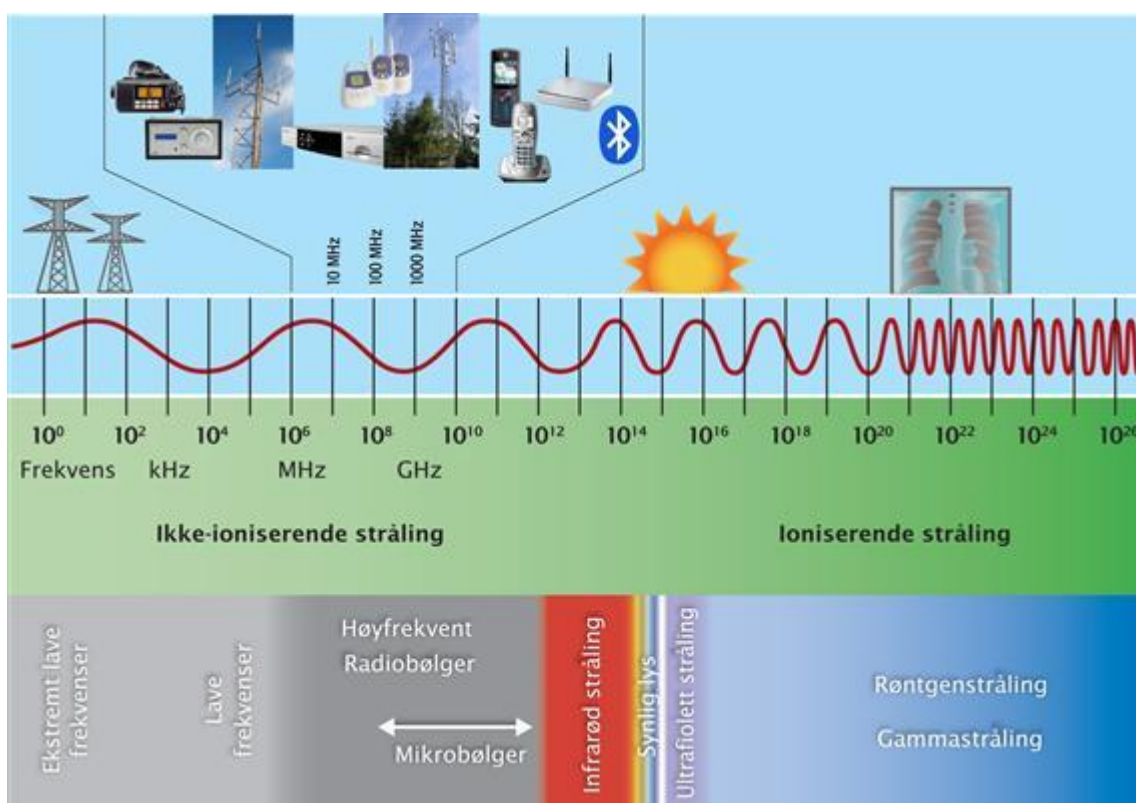 10 MHz
100 MHz
1000 MHz
10⁰ 10² 10⁴ 10⁶ 10⁸ 10¹⁰ 10¹² 10¹⁴ 10¹⁶ 10¹⁸ 10²⁰ 10²² 10²⁴ 10²⁶
Frekvens kHz MHz GHz
Ikke-ioniserende stråling Ioniserende stråling
Ekstremt lave
frekvenser
Lave
frekvenser
Høyfrekvent
Radiobølger
Mikrobølger
Infrarød stråling
Synlig lys
Ultrafiolett stråling
Røntgenstråling
Gammastråling